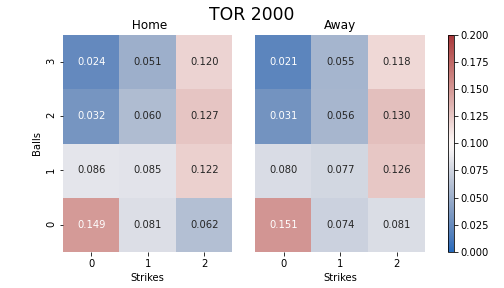 TOR 2000
Home Away
3 0.024 0.051 0.120 0.021 0.055 0.118
2 0.032 0.060 0.127 0.031 0.056 0.130
1 0.086 0.085 0.122 0.080 0.077 0.126
0 0.149 0.081 0.062 0.151 0.074 0.081
Balls
0 1 2 0 1 2
Strikes Strikes
0.200
0.175
0.150
0.125
0.100
0.075
0.050
0.025
0.000